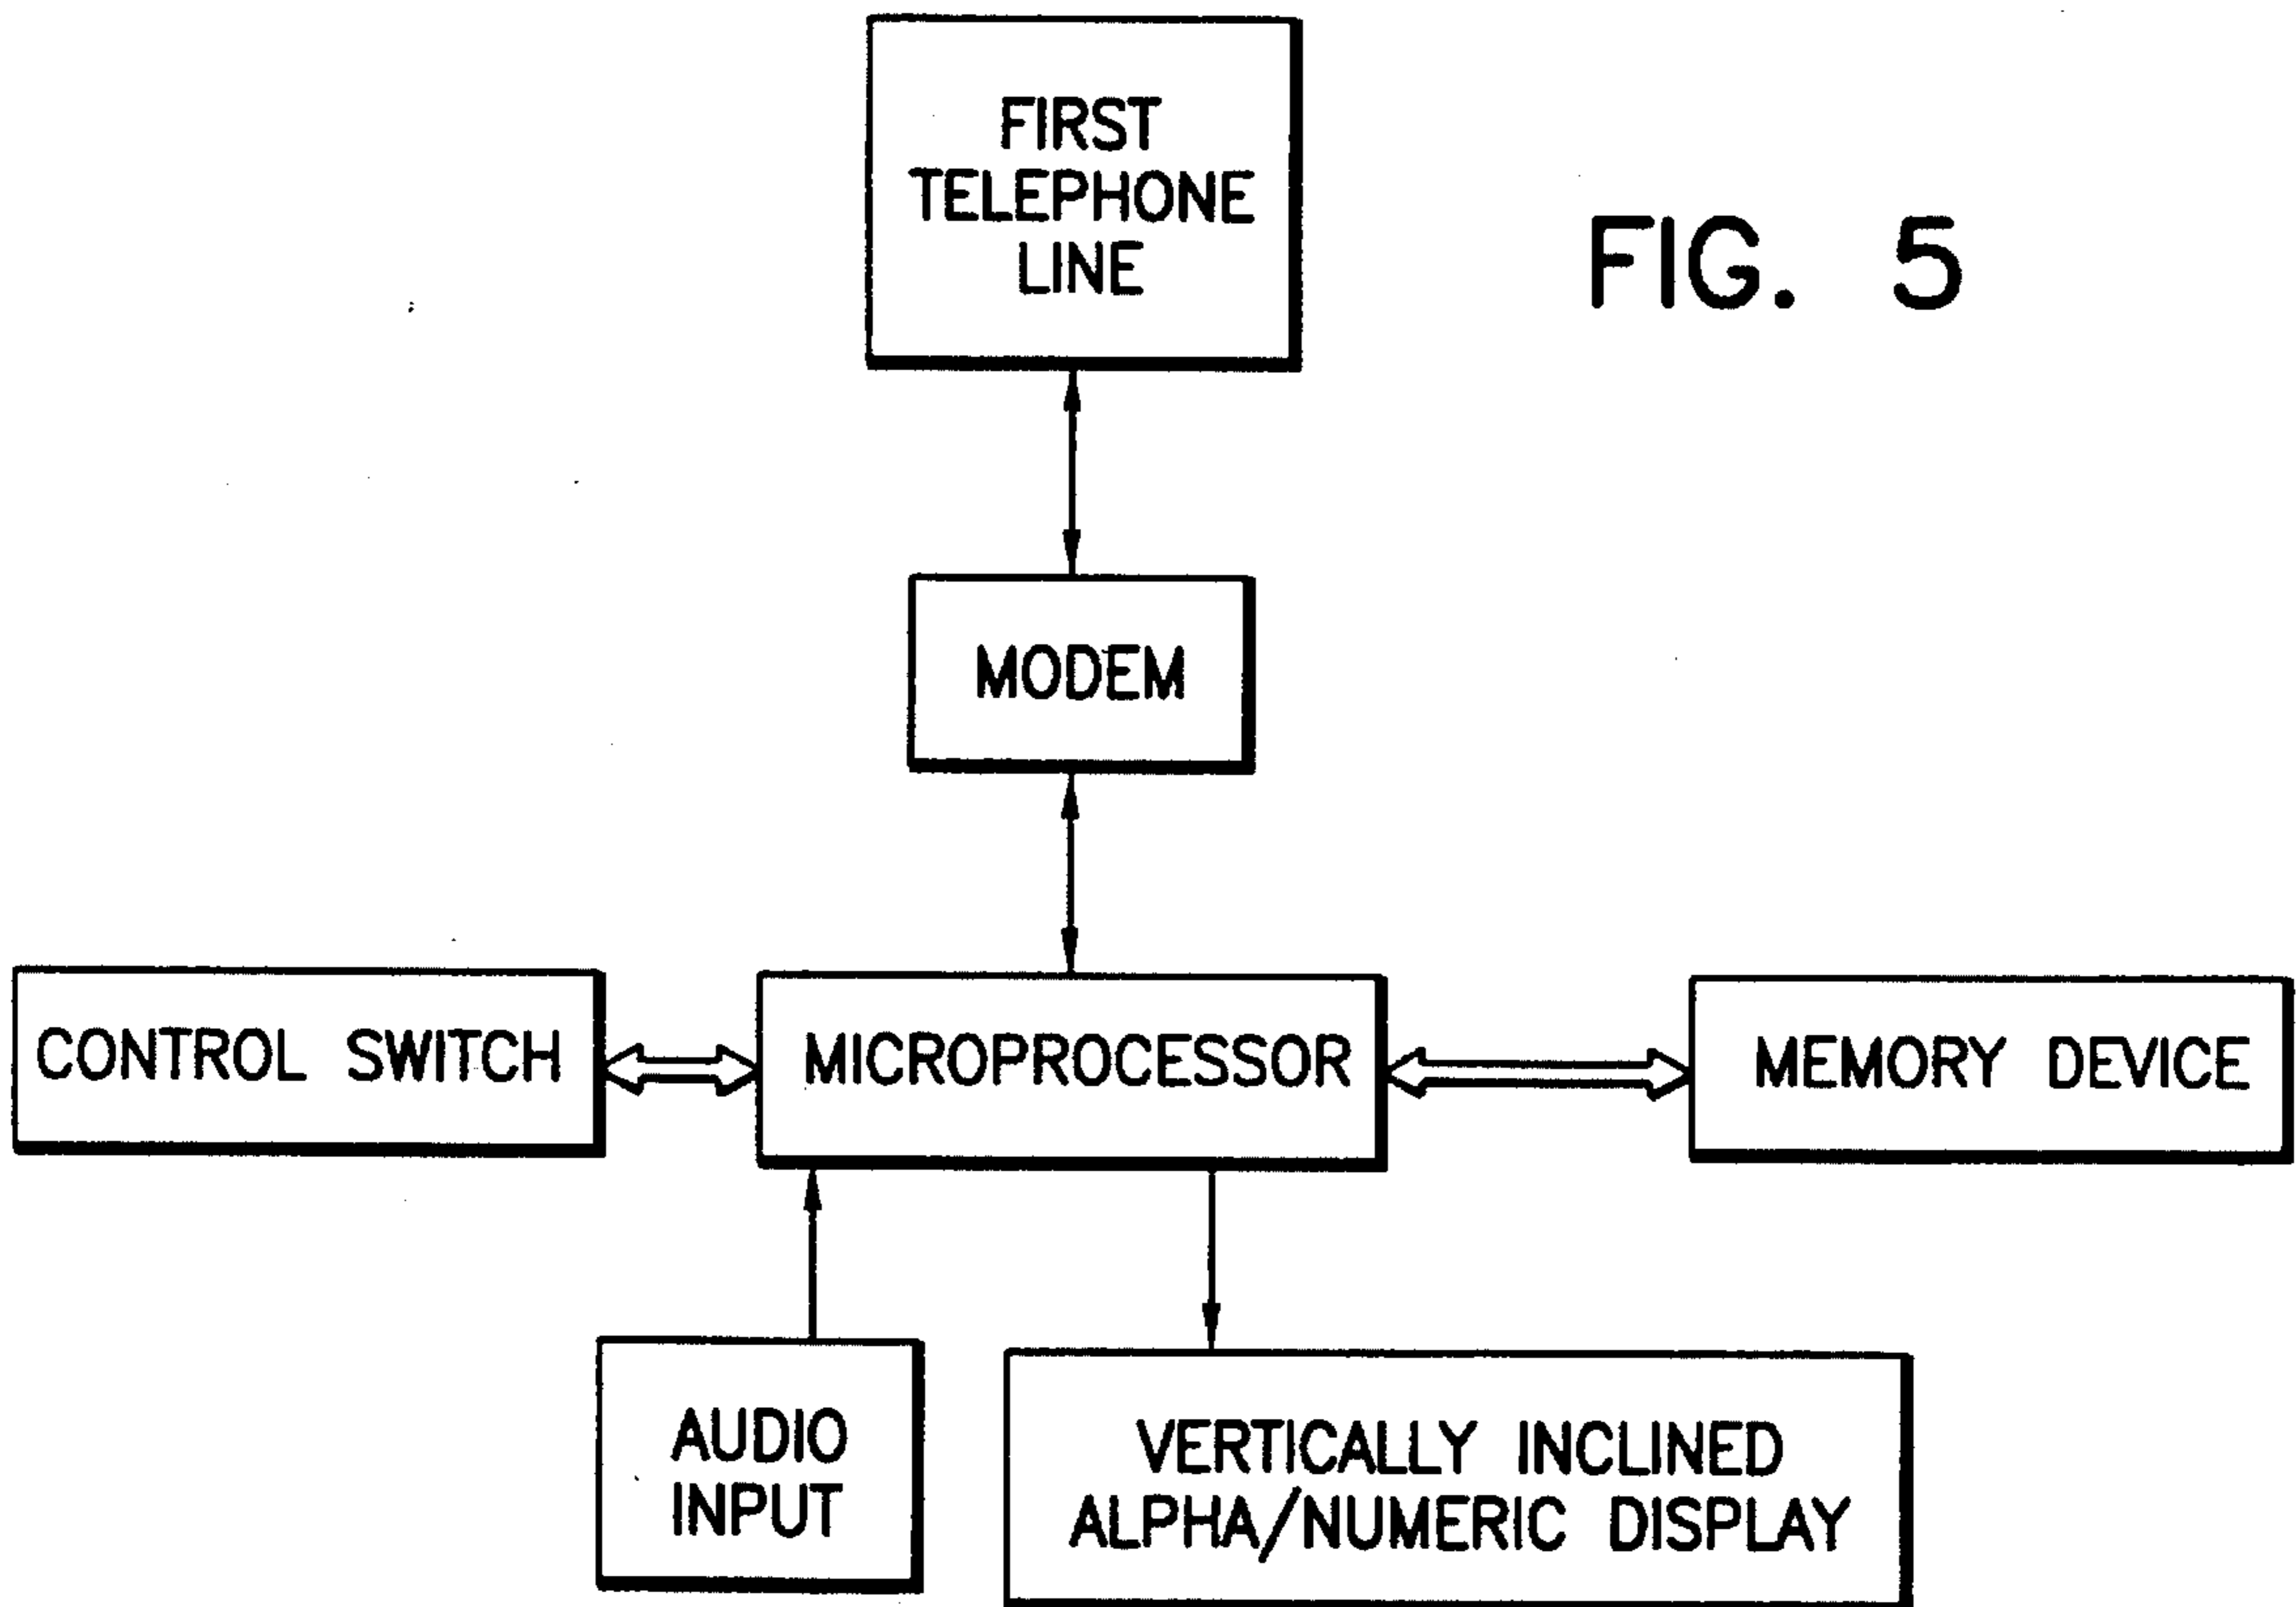 FIRST
TELEPHONE
LINE
FIG. 5
MODEM
CONTROL SWITCH
MICROPROCESSOR
MEMORY DEVICE
AUDIO
INPUT
VERTICALLY INCLINED
ALPHA/NUMERIC DISPLAY